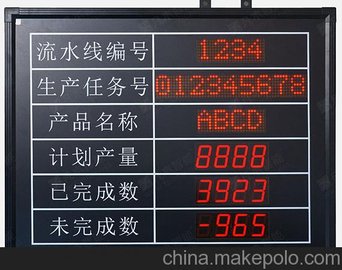 流水线编号 1234
生产任务号 012345678
产品名称 ABCD
计划产量 8888
已完成数 3923
未完成数 -965
china.makepolo.com